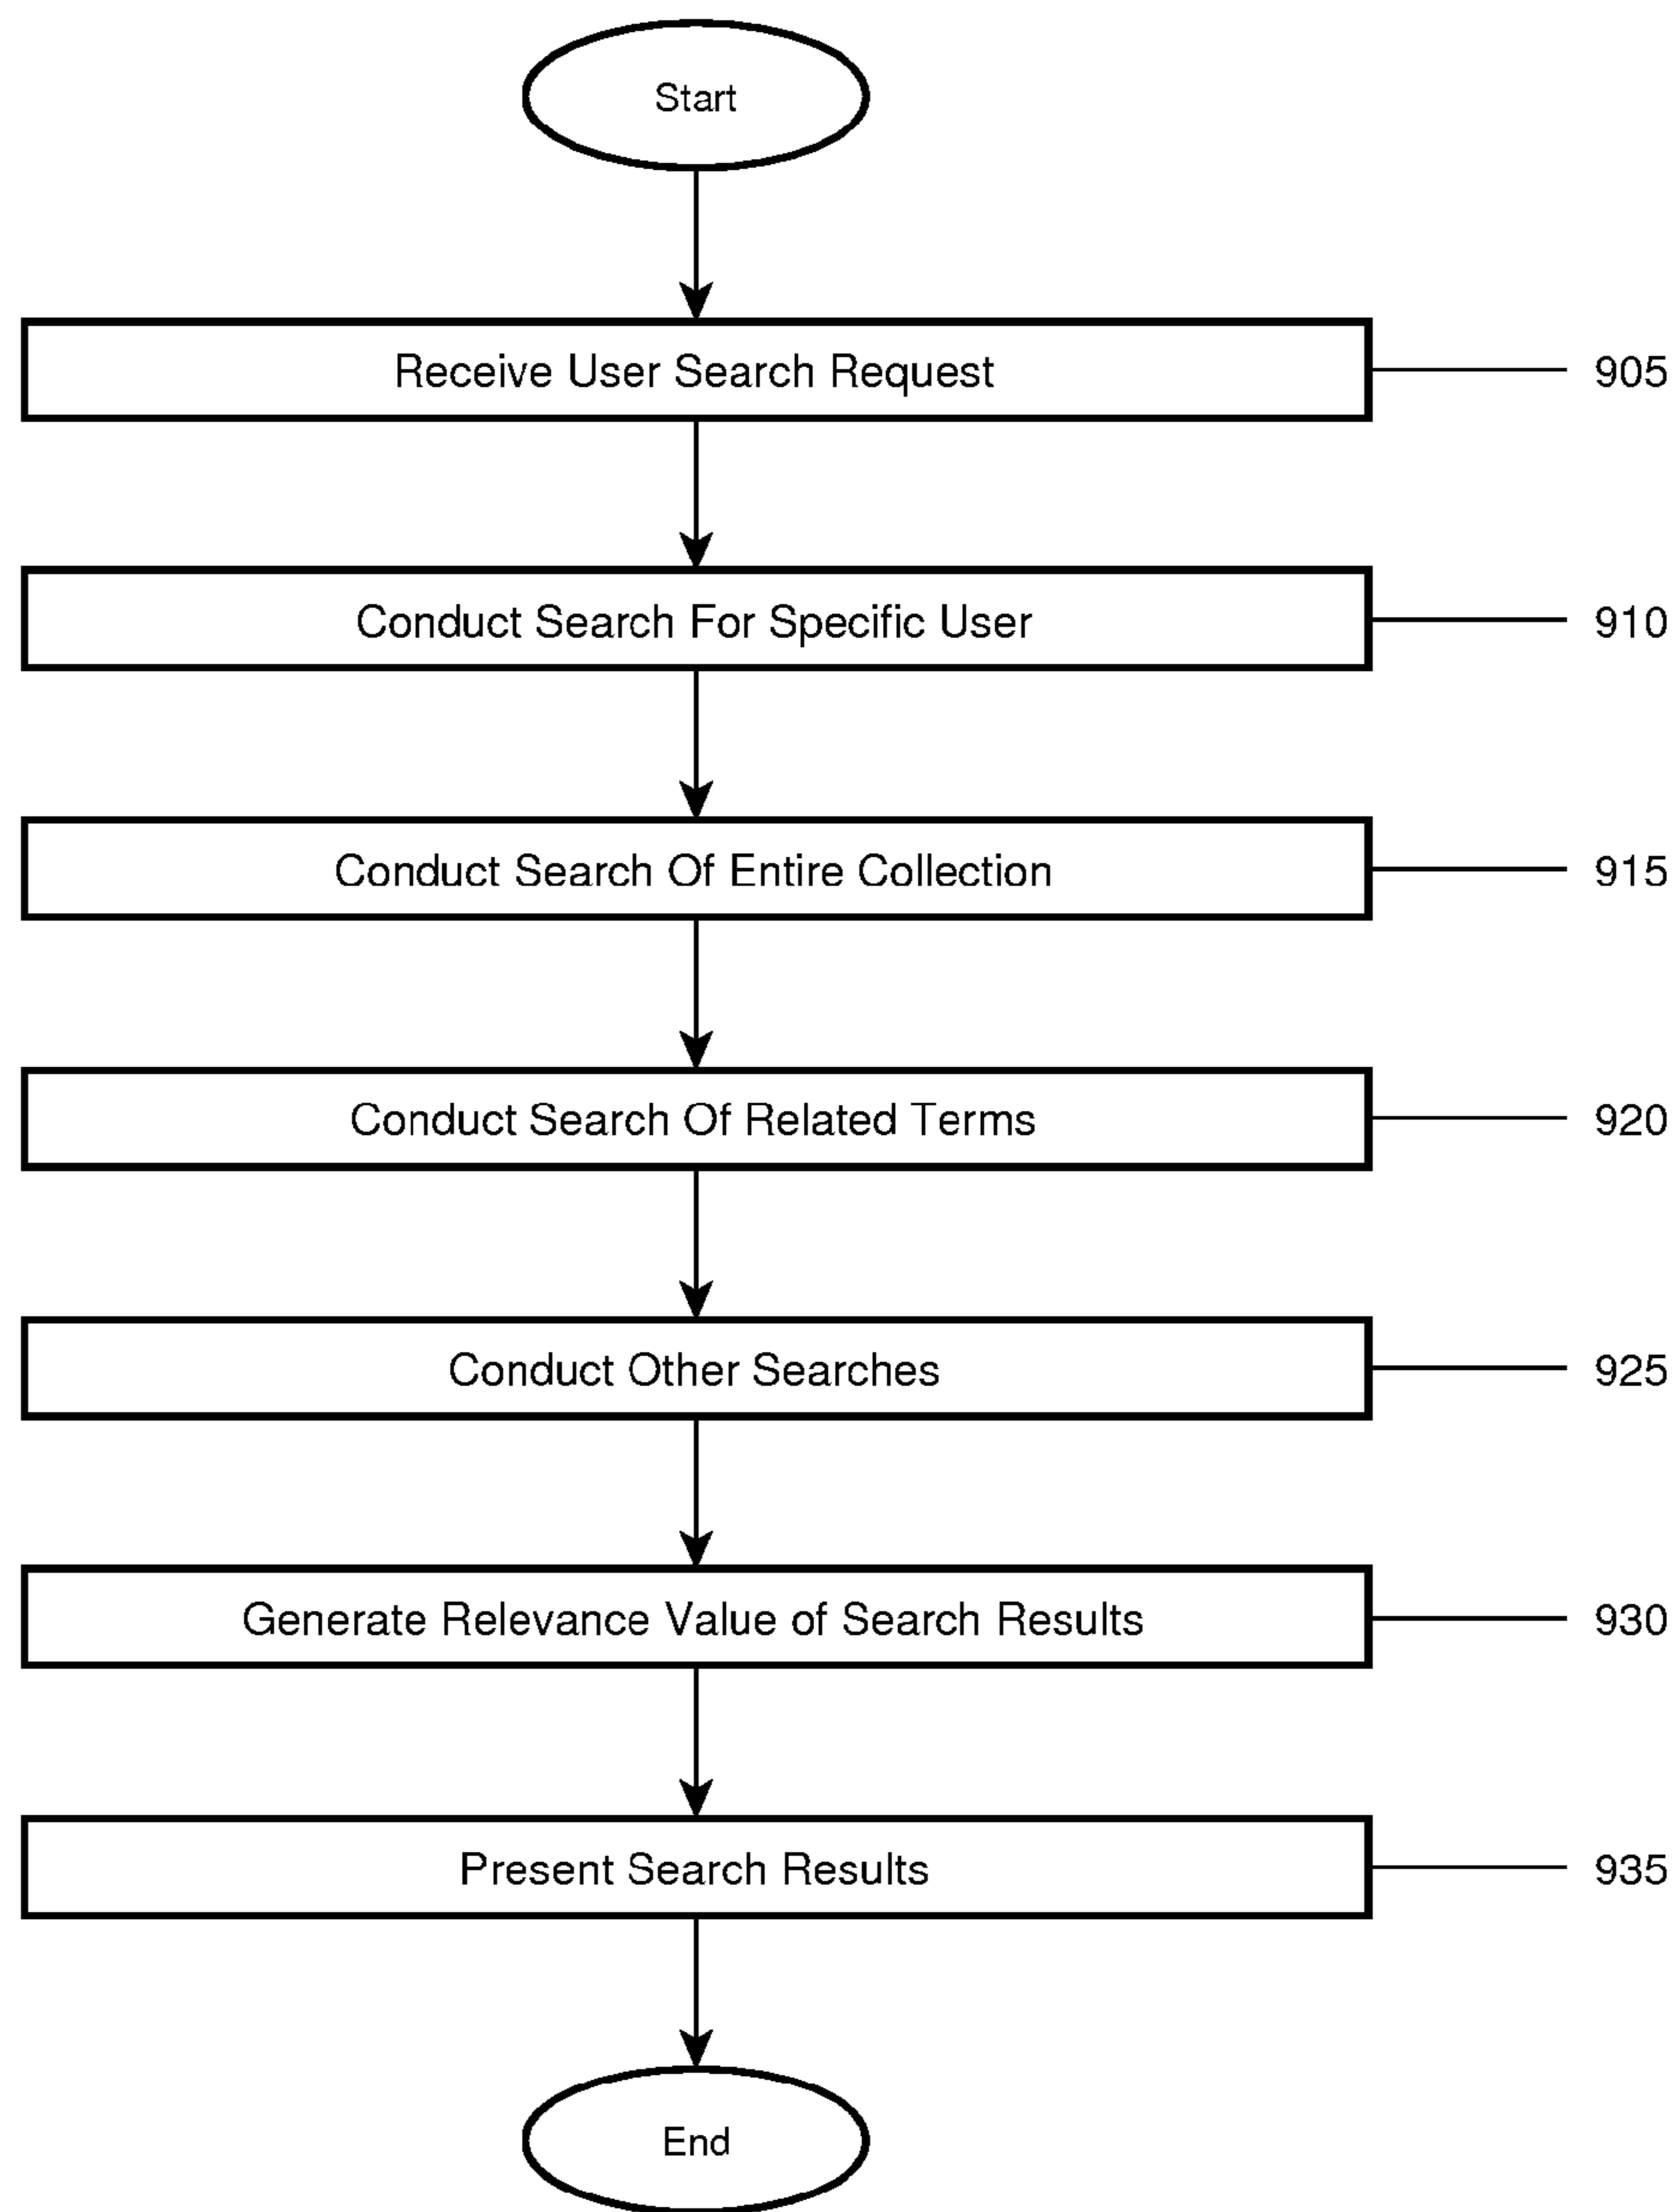 Start
Receive User Search Request
905
Conduct Search For Specific User
910
Conduct Search Of Entire Collection
915
Conduct Search Of Related Terms
920
Conduct Other Searches
925
Generate Relevance Value of Search Results
930
Present Search Results
935
End